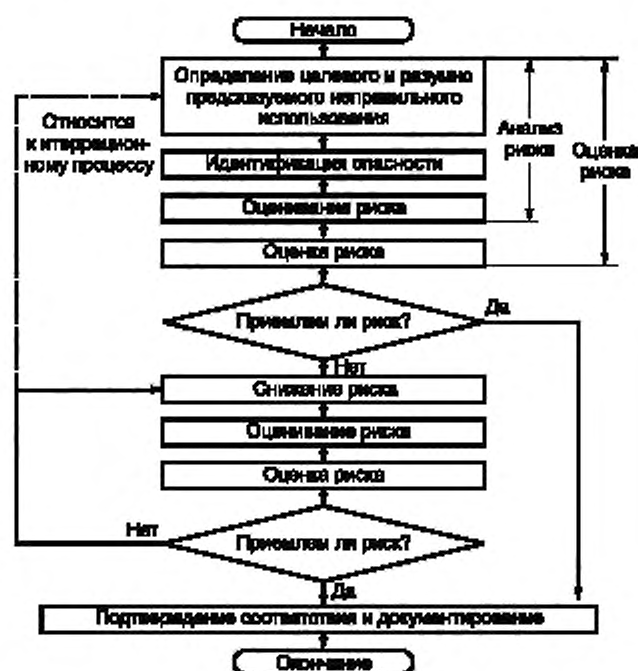 Начало
Определение целевого и разумно
предсказуемого неправильного
использования
Относится
к итеррацион-
ному процессу
Анализ
риска
Оценка
риска
Идентификация опасности
Оценивание риска
Оценка риска
Приемлем ли риск?
Да
Нет
Снижение риска
Оценивание риска
Оценка риска
Нет
Приемлем ли риск?
Да
Подтверждение соответствия и документирование
Окончание